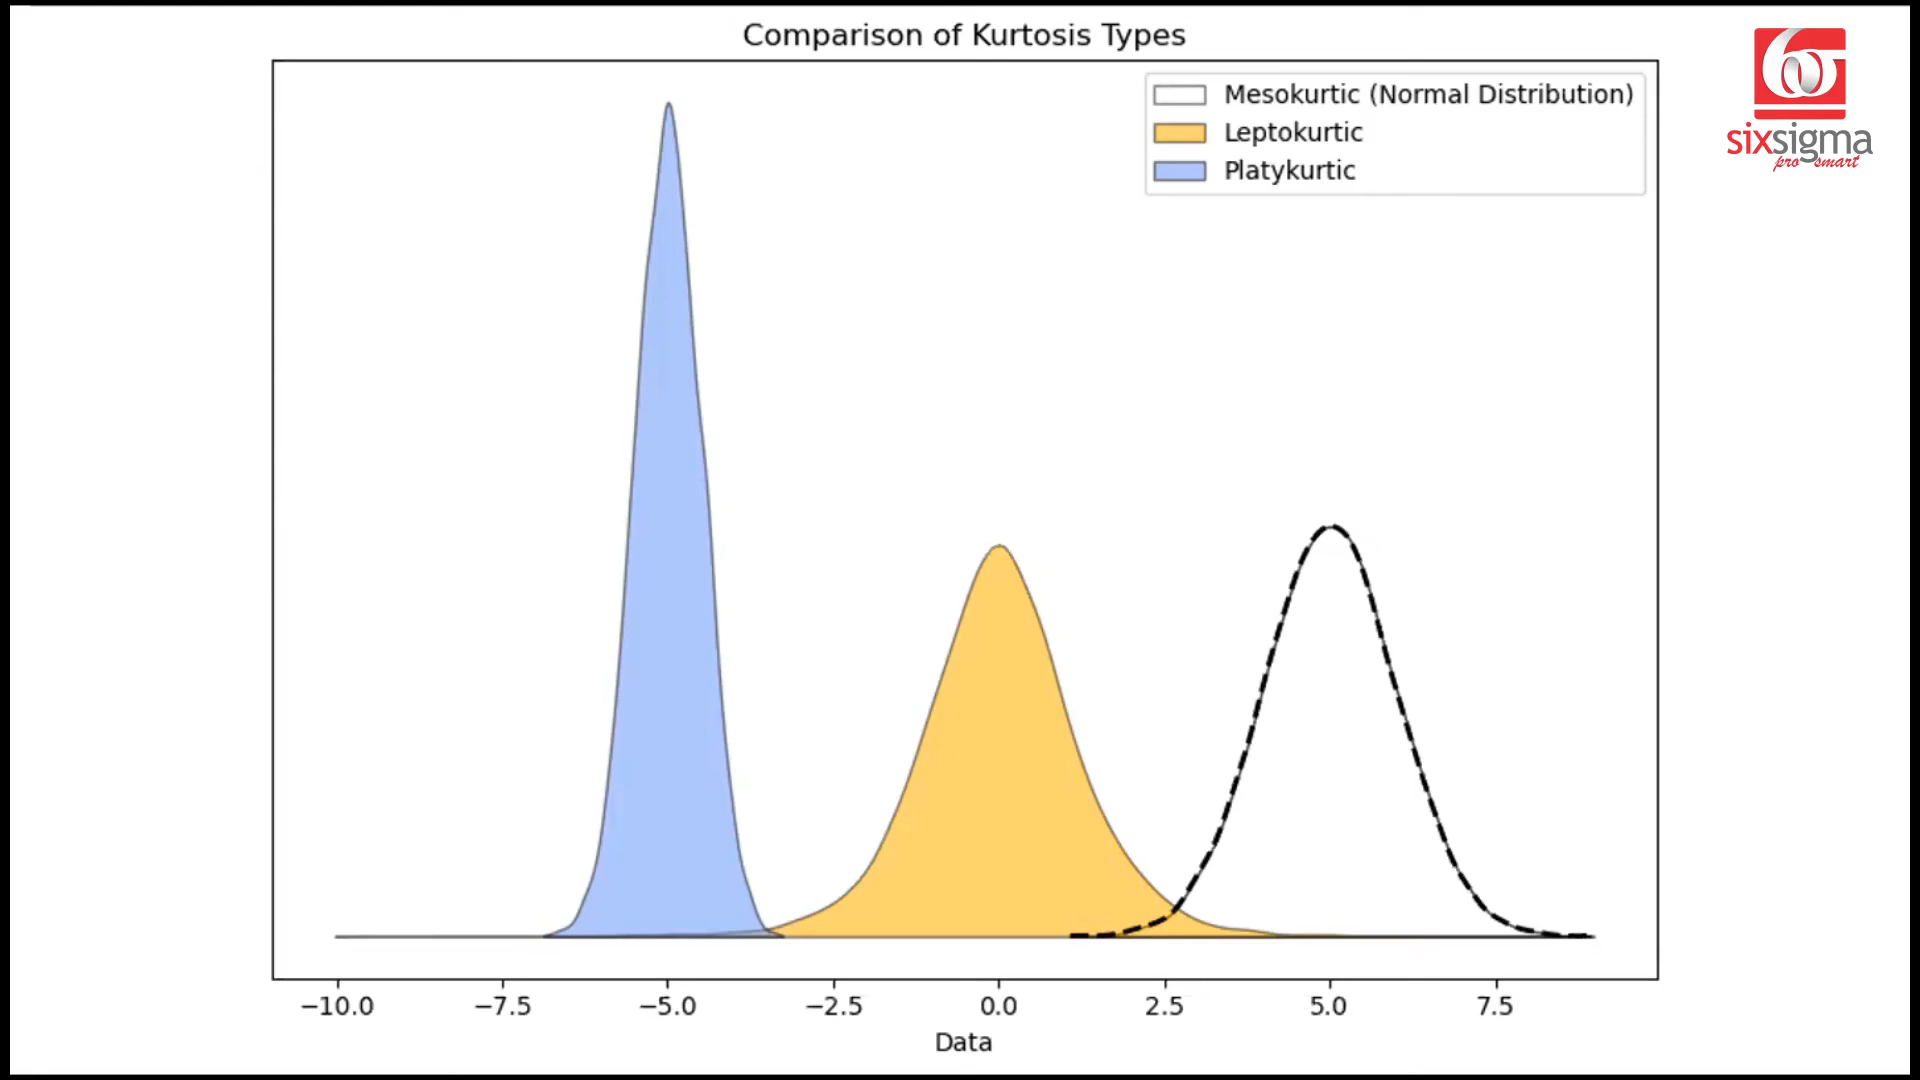 Comparison of Kurtosis Types
Mesokurtic (Normal Distribution)
Leptokurtic
Platykurtic
6σ
sixsigma
pro smart
−10.0 −7.5 −5.0 −2.5 0.0 2.5 5.0 7.5
Data